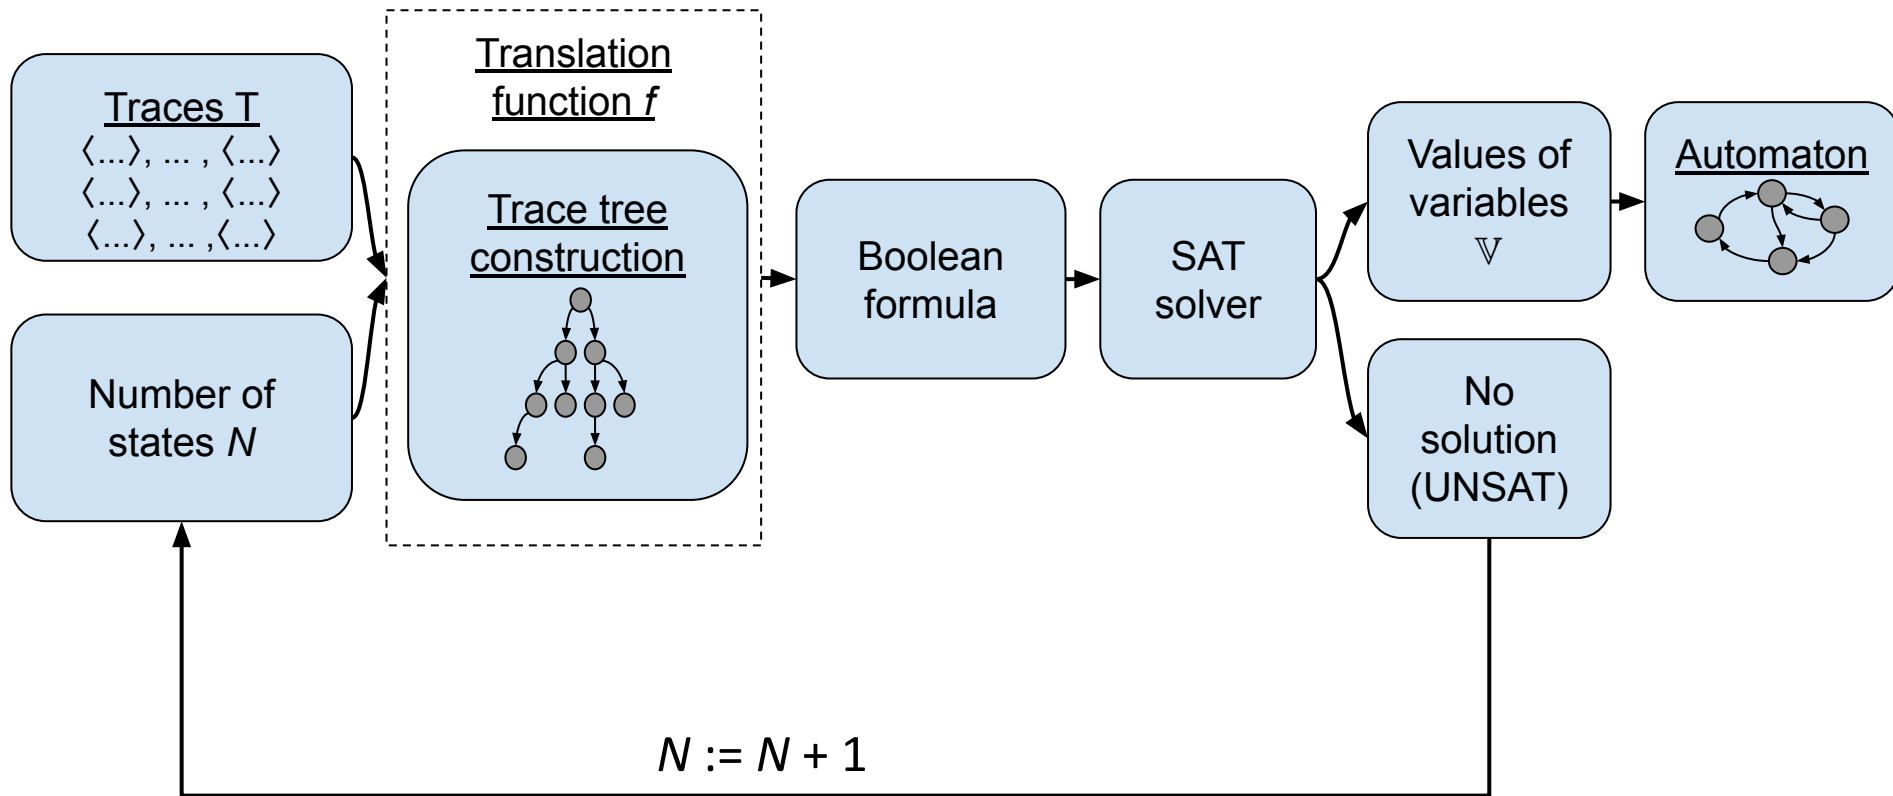 Traces T
⟨...⟩, ... , ⟨...⟩
⟨...⟩, ... , ⟨...⟩
⟨...⟩, ... ,⟨...⟩
Number of
states N
Translation
function f
Trace tree
construction
Boolean
formula
SAT
solver
Values of
variables
𝕍
Automaton
No
solution
(UNSAT)
N := N + 1